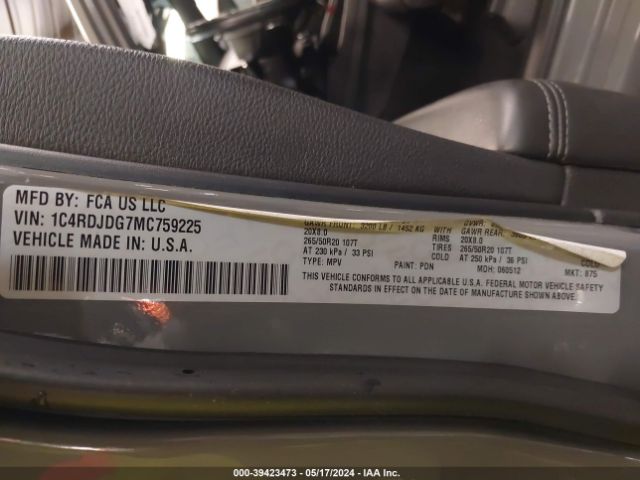 MFD BY: FCA US LLC
VIN: 1C4RDJDG7MC759225
VEHICLE MADE IN: U.S.A.
GAWR FRONT: 3200 LB / 1452 KG WITH GAWR REAR:
20X8.0 RIMS 20X8.0
265/50R20 107T TIRES 265/50R20 107T
AT 230 kPa / 33 PSI COLD AT 250 kPa / 36 PSI COLD
TYPE: MPV PAINT: PDN MDH: 060512 MKT: 875
THIS VEHICLE CONFORMS TO ALL APPLICABLE U.S.A. FEDERAL MOTOR VEHICLE SAFETY
STANDARDS IN EFFECT ON THE DATE OF MANUFACTURE SHOWN ABOVE
000-39423473 - 05/17/2024 - IAA Inc.